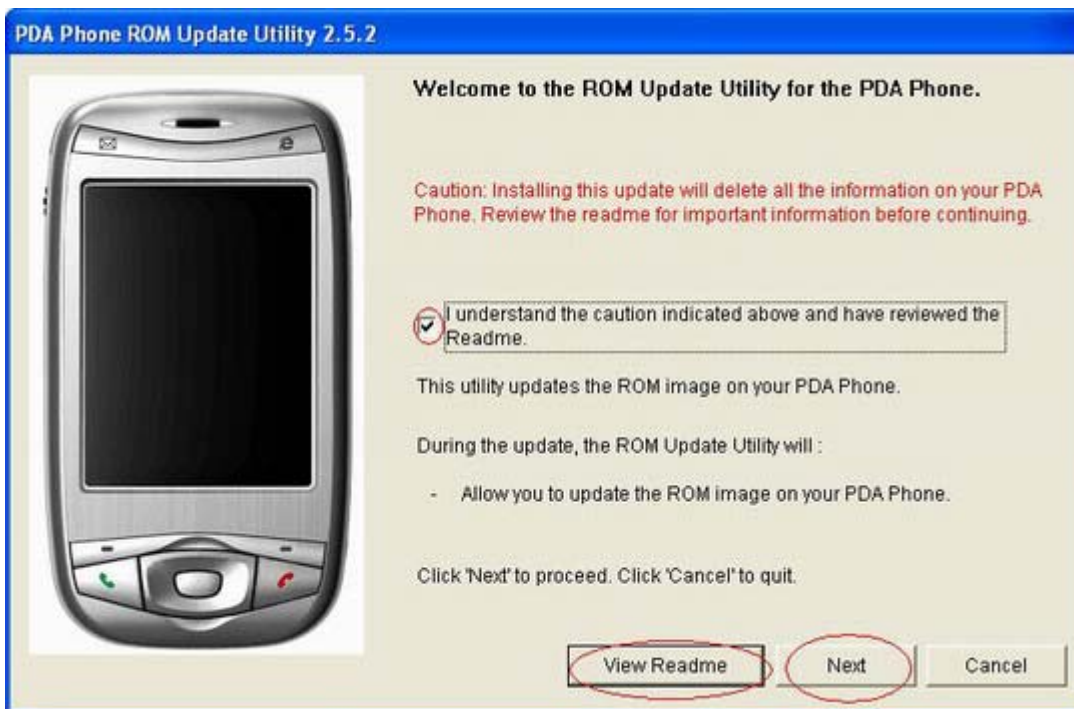 PDA Phone ROM Update Utility 2.5.2
Welcome to the ROM Update Utility for the PDA Phone.
Caution: Installing this update will delete all the information on your PDA
Phone. Review the readme for important information before continuing.
I understand the caution indicated above and have reviewed the
Readme.
This utility updates the ROM image on your PDA Phone.
During the update, the ROM Update Utility will :
- Allow you to update the ROM image on your PDA Phone.
Click 'Next' to proceed. Click 'Cancel' to quit.
View Readme
Next
Cancel